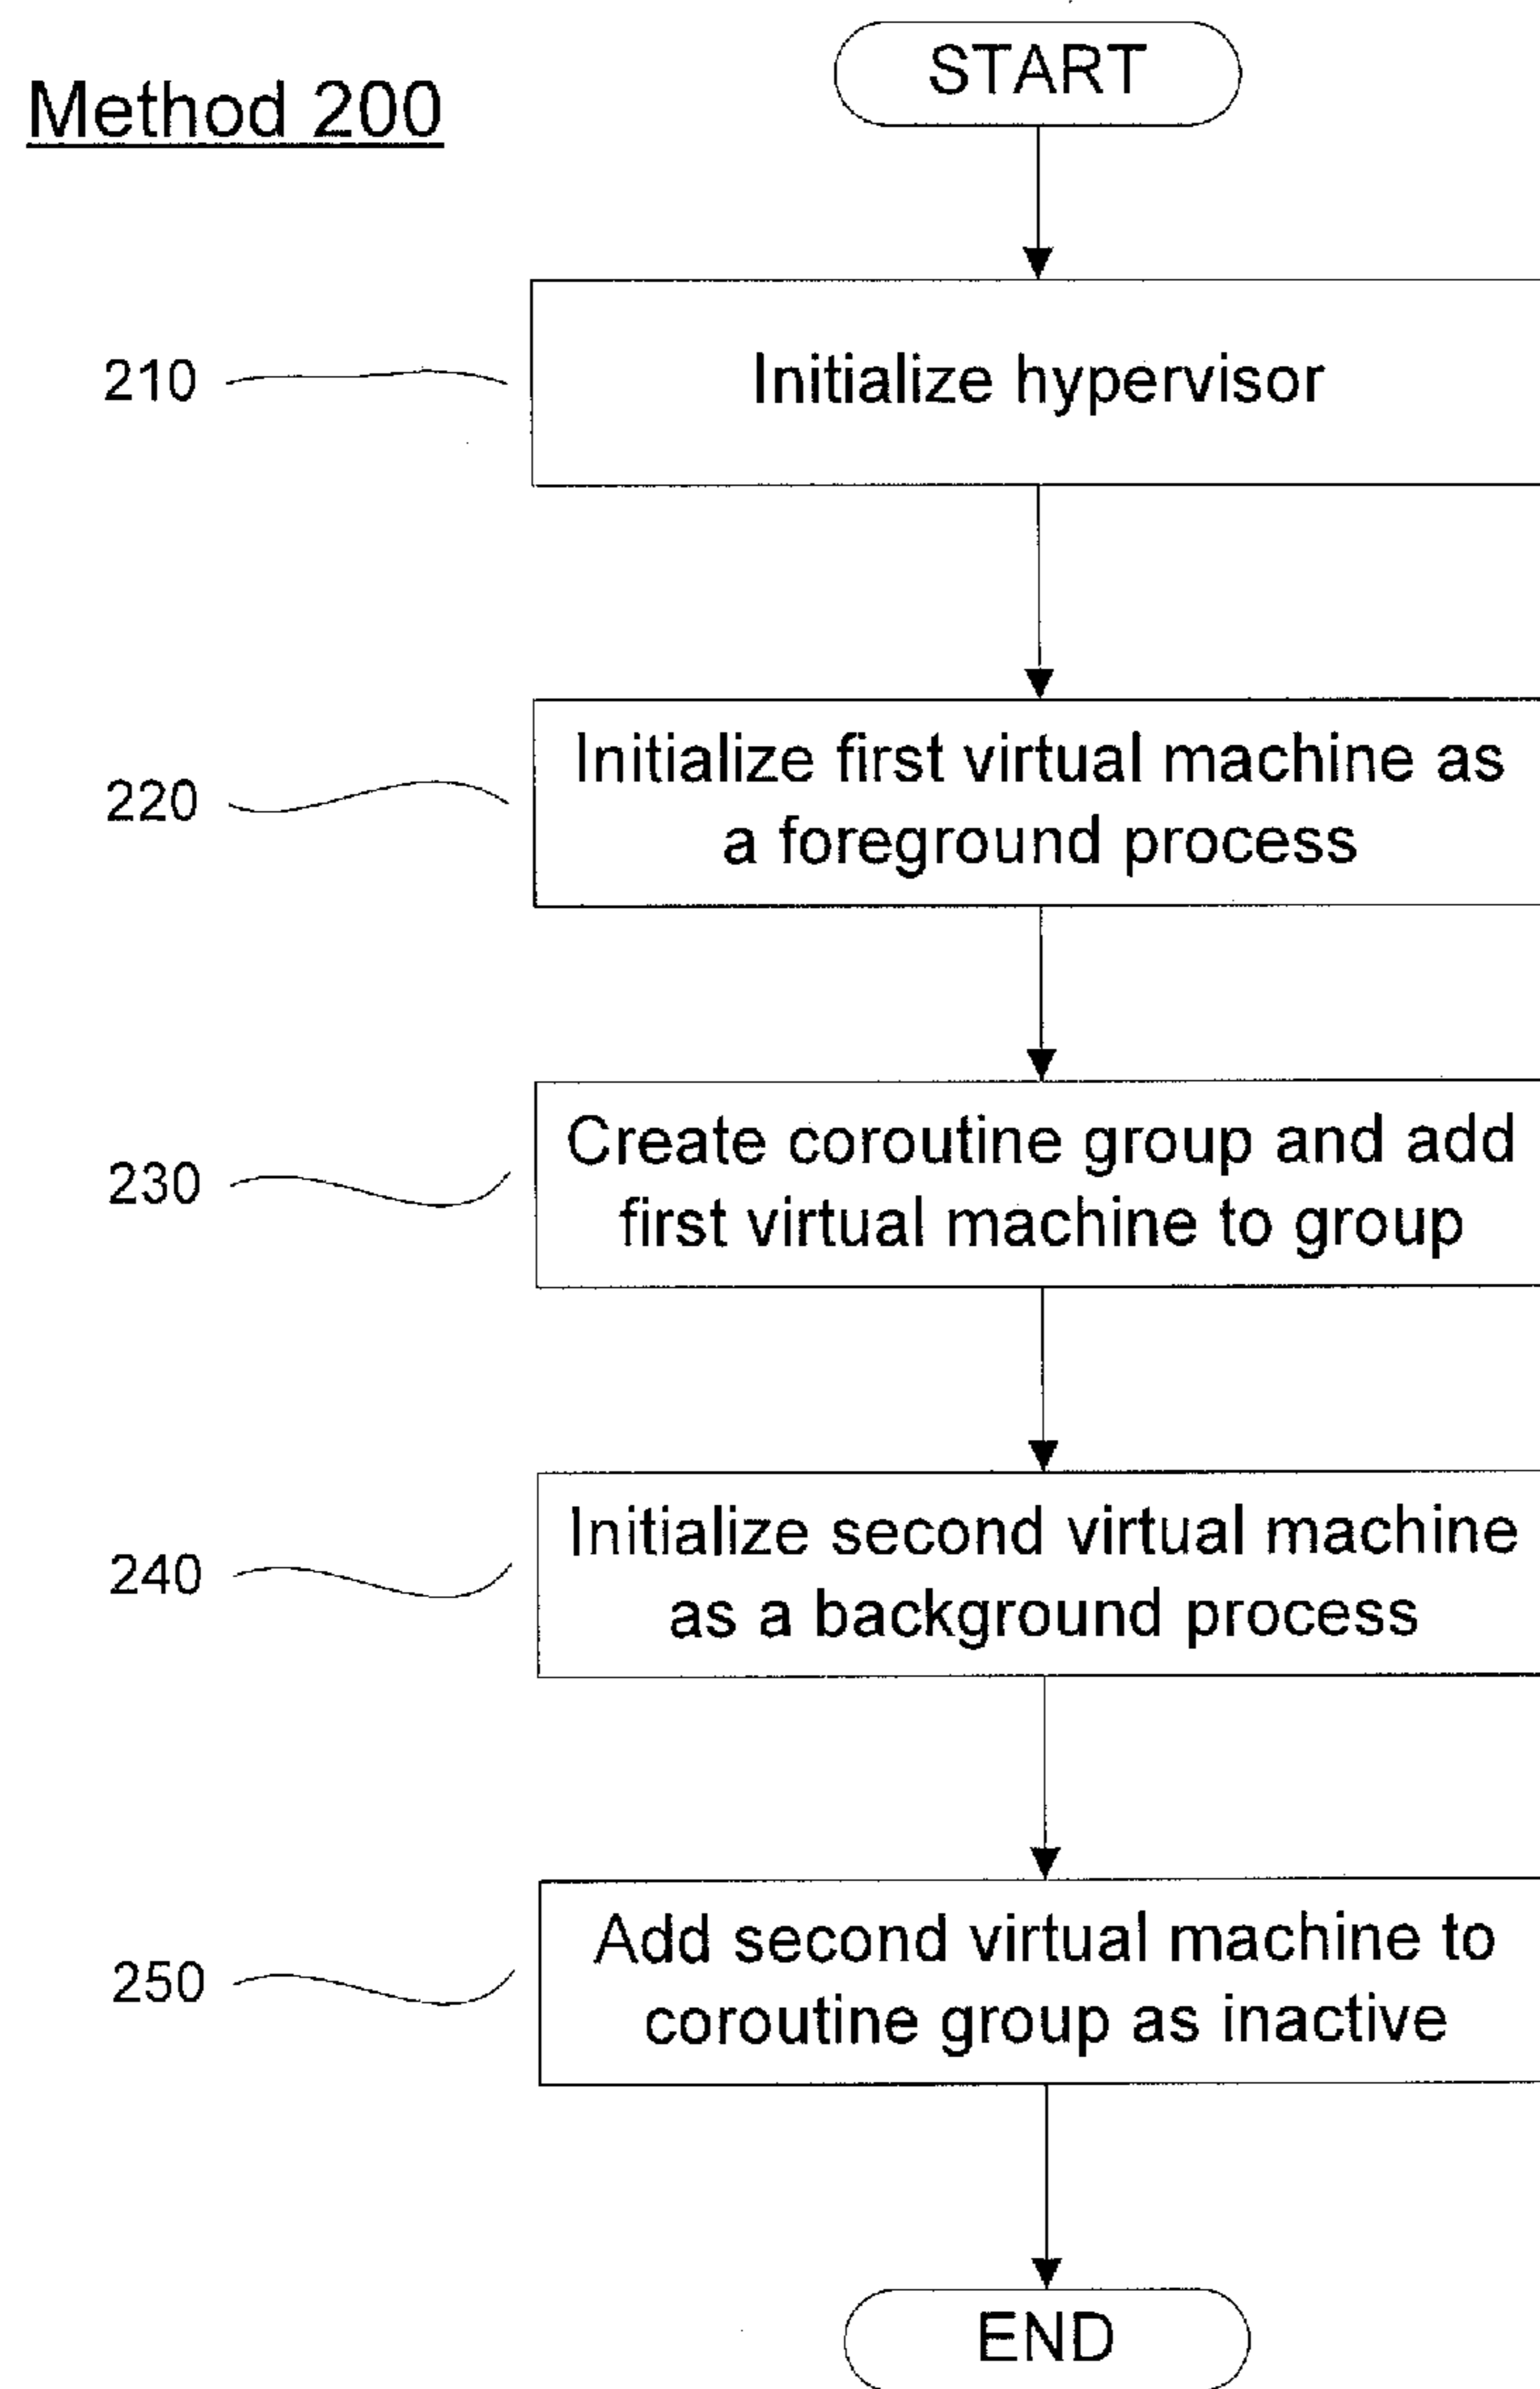 Method 200
START
210
Initialize hypervisor
220
Initialize first virtual machine as
a foreground process
230
Create coroutine group and add
first virtual machine to group
240
Initialize second virtual machine
as a background process
250
Add second virtual machine to
coroutine group as inactive
END